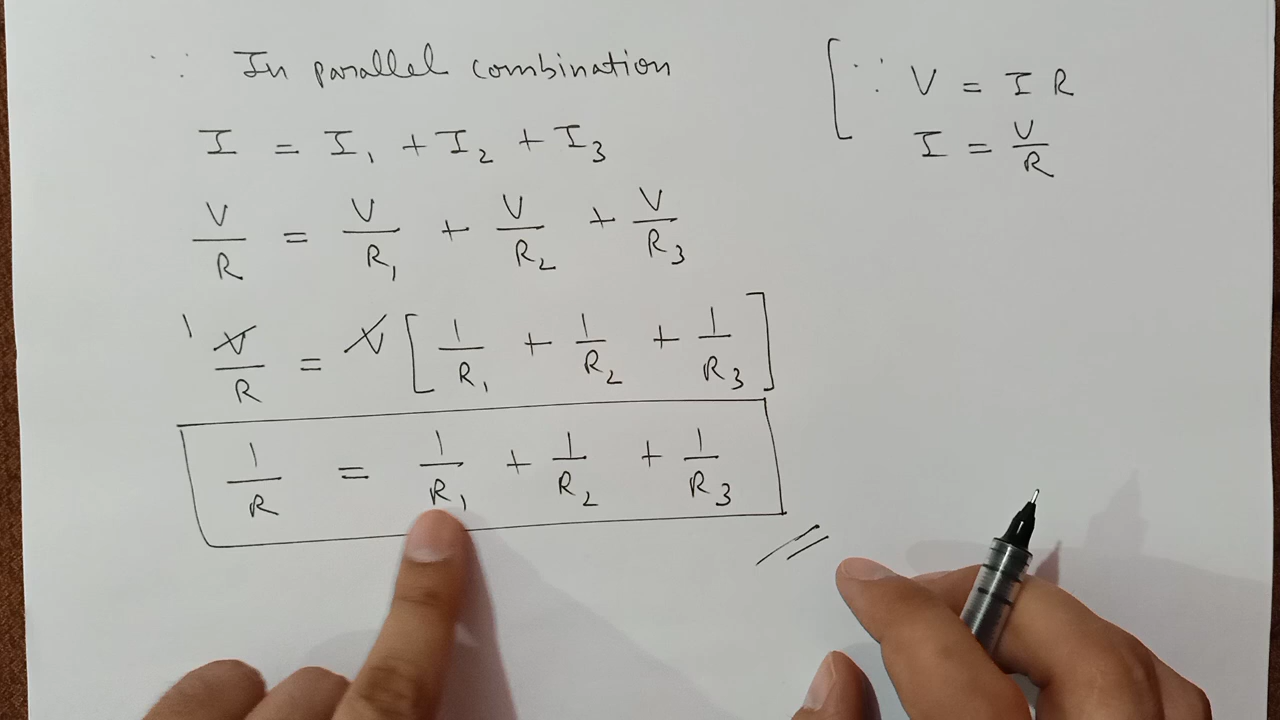 ∵ In parallel combination
I = I₁ + I₂ + I₃
V/R = V/R₁ + V/R₂ + V/R₃
1 V/R = V [1/R₁ + 1/R₂ + 1/R₃]
1/R = 1/R₁ + 1/R₂ + 1/R₃
[∵ V = I R
I = V/R